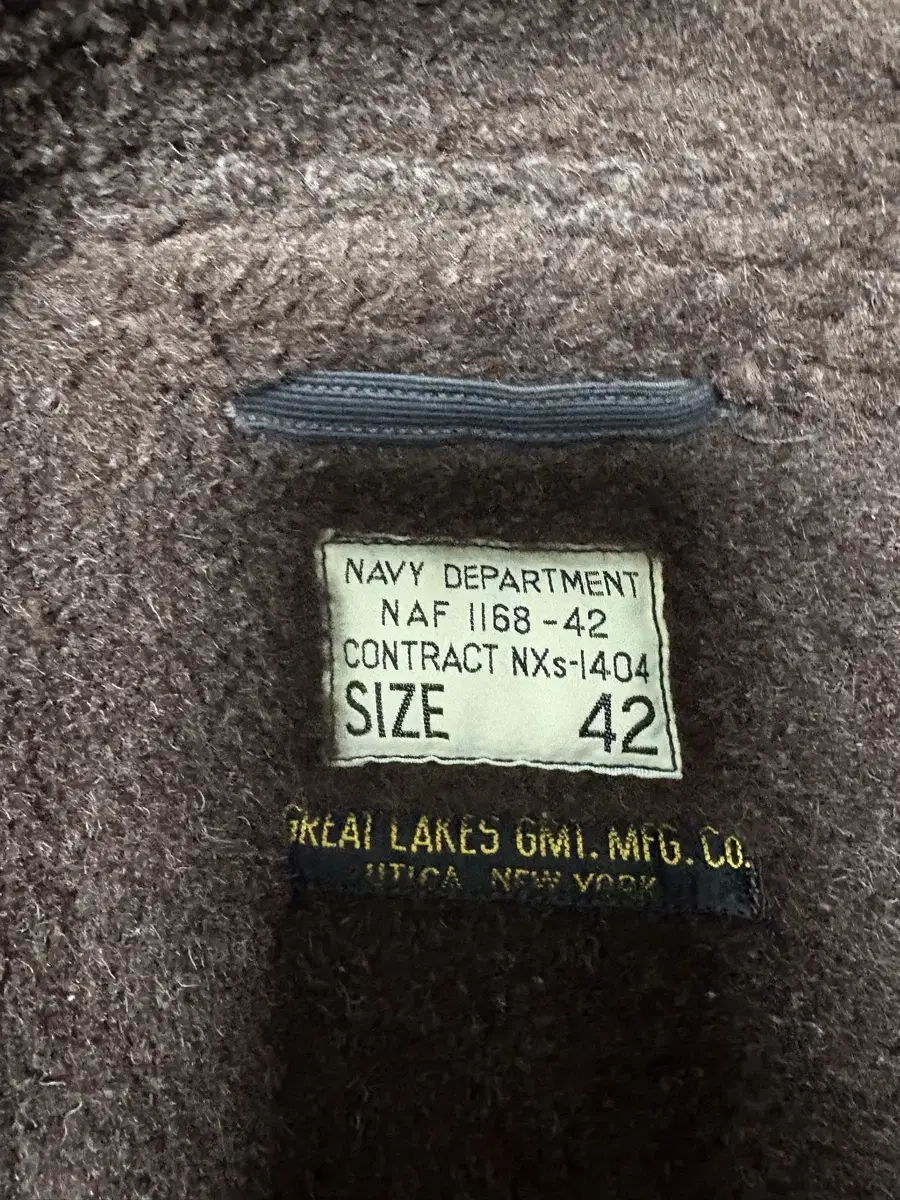 NAVY DEPARTMENT
NAF 1168-42
CONTRACT NXs-1404
SIZE 42
GREAT LAKES GMT. MFG. Co.
UTICA NEW YORK